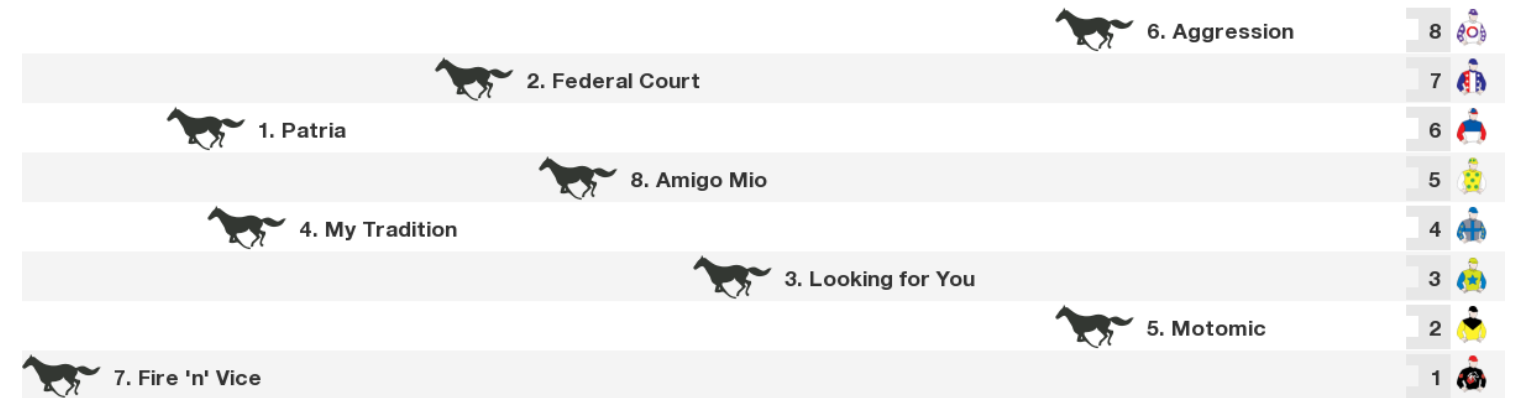 6. Aggression 8
2. Federal Court 7
1. Patria 6
8. Amigo Mio 5
4. My Tradition 4
3. Looking for You 3
5. Motomic 2
7. Fire 'n' Vice 1